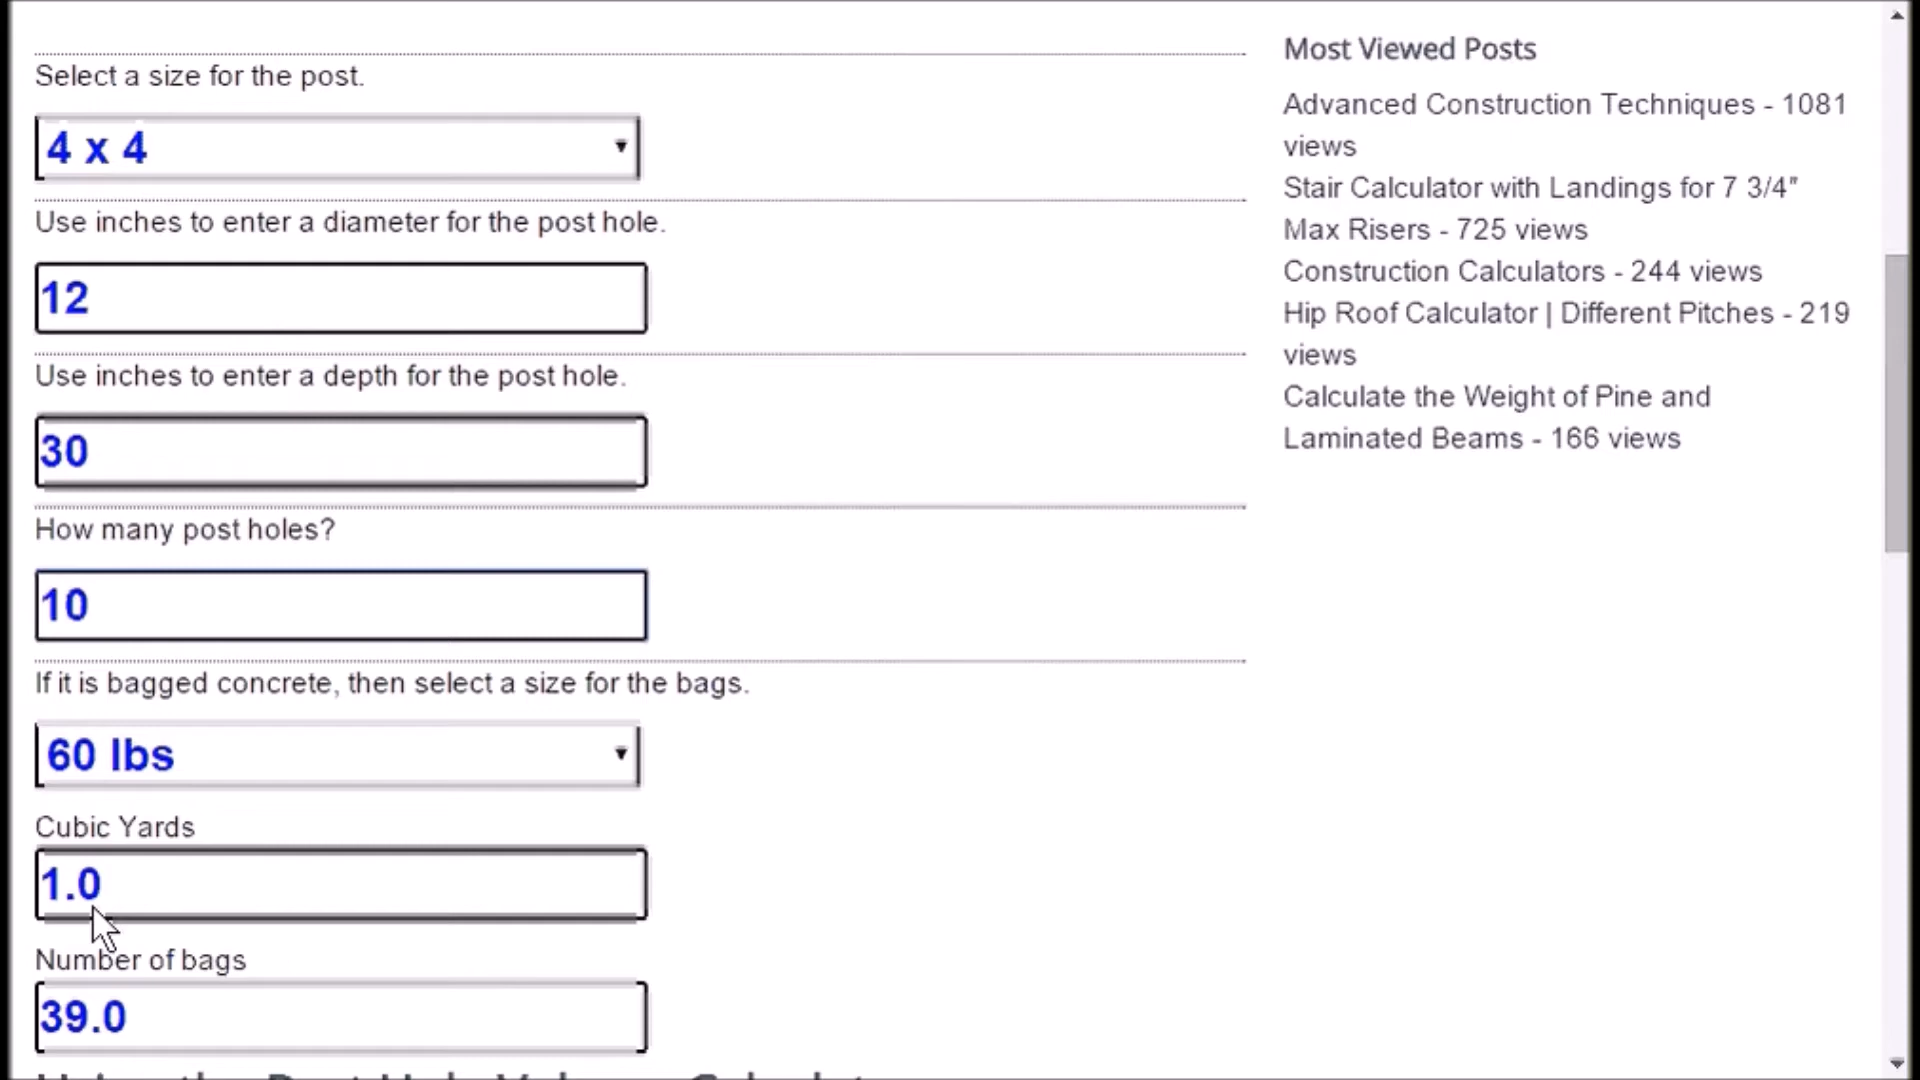 Select a size for the post.
4 x 4
Use inches to enter a diameter for the post hole.
12
Use inches to enter a depth for the post hole.
30
How many post holes?
10
If it is bagged concrete, then select a size for the bags.
60 lbs
Cubic Yards
1.0
Number of bags
39.0
Most Viewed Posts
Advanced Construction Techniques - 1081
views
Stair Calculator with Landings for 7 3/4″
Max Risers - 725 views
Construction Calculators - 244 views
Hip Roof Calculator | Different Pitches - 219
views
Calculate the Weight of Pine and
Laminated Beams - 166 views